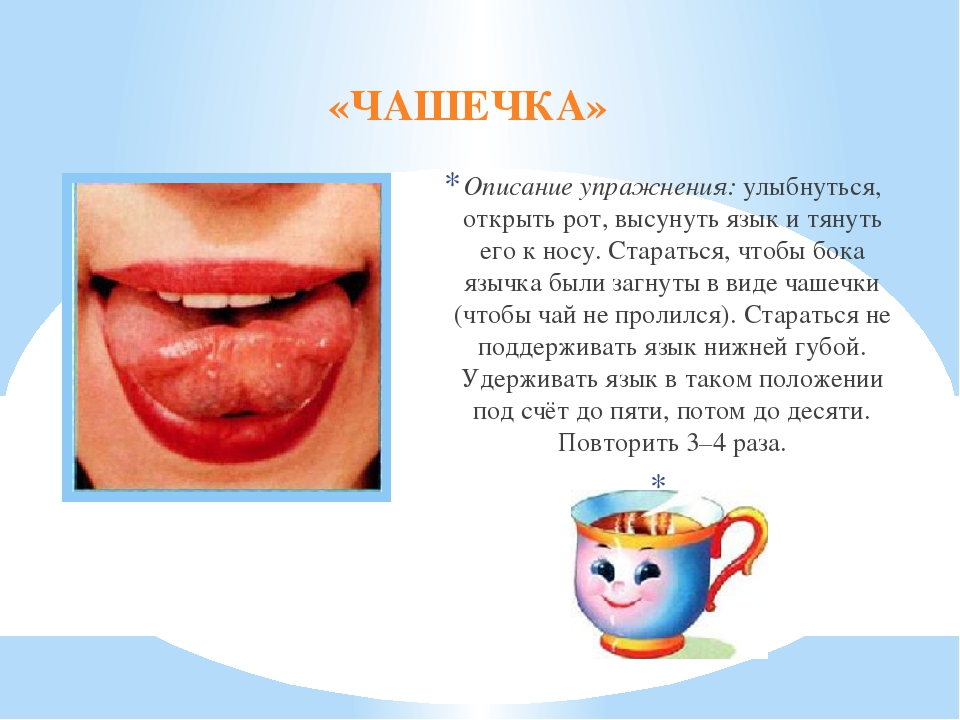 «ЧАШЕЧКА»
* Описание упражнения: улыбнуться,
открыть рот, высунуть язык и тянуть
его к носу. Стараться, чтобы бока
язычка были загнуты в виде чашечки
(чтобы чай не пролился). Стараться не
поддерживать язык нижней губой.
Удерживать язык в таком положении
под счёт до пяти, потом до десяти.
Повторить 3–4 раза.
*